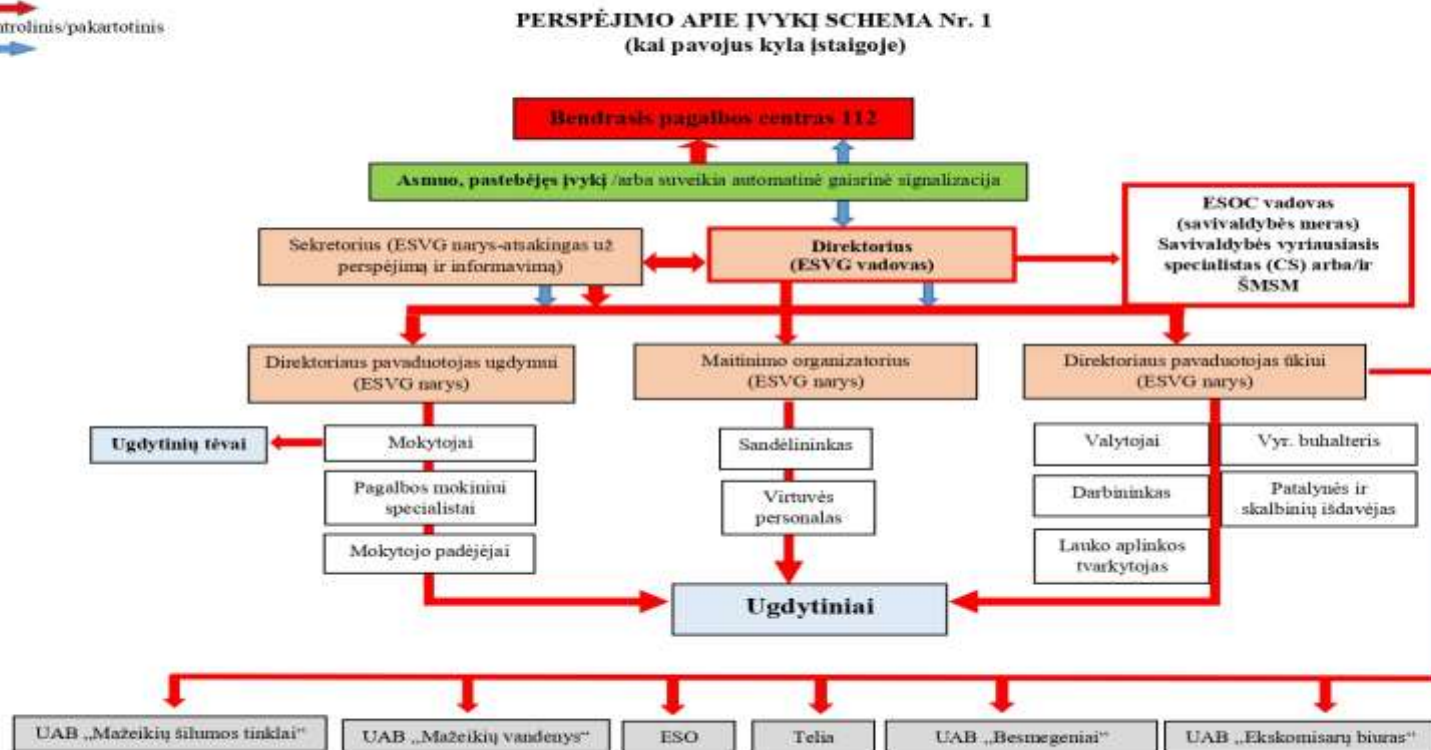 ntrolinis/pakartotinis
PERSPĖJIMO APIE ĮVYKĮ SCHEMA Nr. 1
(kai pavojus kyla įstaigoje)
Bendrasis pagalbos centras 112
Asmuo, pastebėjęs įvykį /arba suveikia automatinė gaisrinė signalizacija
ESOC vadovas
(savivaldybės meras)
Savivaldybės vyriausiasis
specialistas (CS) arba/ir
ŠMSM
Sekretorius (ESVG narys-atsakingas už
perspėjimą ir informavimą)
Direktorius
(ESVG vadovas)
Direktoriaus pavaduotojas ugdymui
(ESVG narys)
Maitinimo organizatorius
(ESVG narys)
Direktoriaus pavaduotojas ūkiui
(ESVG narys)
Ugdytinių tėvai
Mokytojai
Pagalbos mokiniui
specialistai
Mokytojo padėjėjai
Sandėlininkas
Virtuvės
personalas
Valytojai
Vyr. buhalteris
Darbininkas
Patalynės ir
skalbinių išdavėjas
Lauko aplinkos
tvarkytojas
Ugdytiniai
UAB „Mažeikių šilumos tinklai“
UAB „Mažeikių vandenys“
ESO
Telia
UAB „Besmegeniai“
UAB „Ekskomisarų biuras“